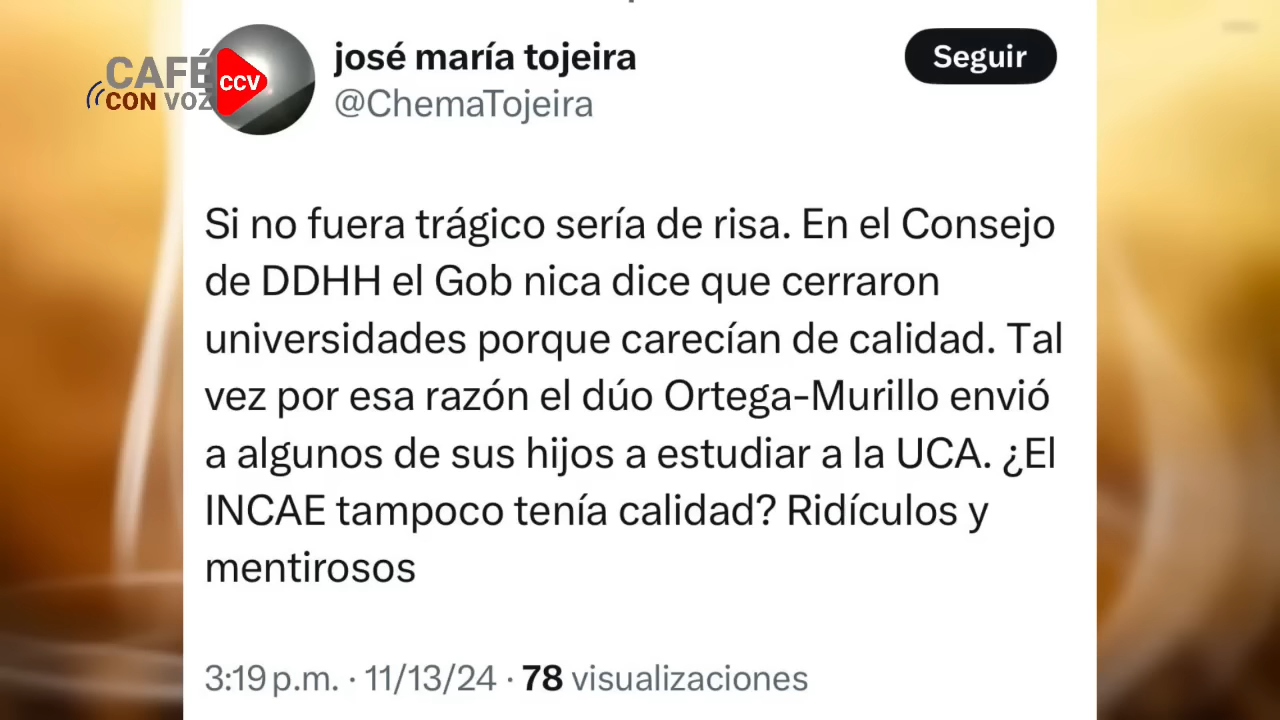 CAFÉ
CON VOZ
CCV
josé maría tojeira
@ChemaTojeira
Seguir
Si no fuera trágico sería de risa. En el Consejo
de DDHH el Gob nica dice que cerraron
universidades porque carecían de calidad. Tal
vez por esa razón el dúo Ortega-Murillo envió
a algunos de sus hijos a estudiar a la UCA. ¿El
INCAE tampoco tenía calidad? Ridículos y
mentirosos
3:19 p.m. · 11/13/24 · 78 visualizaciones